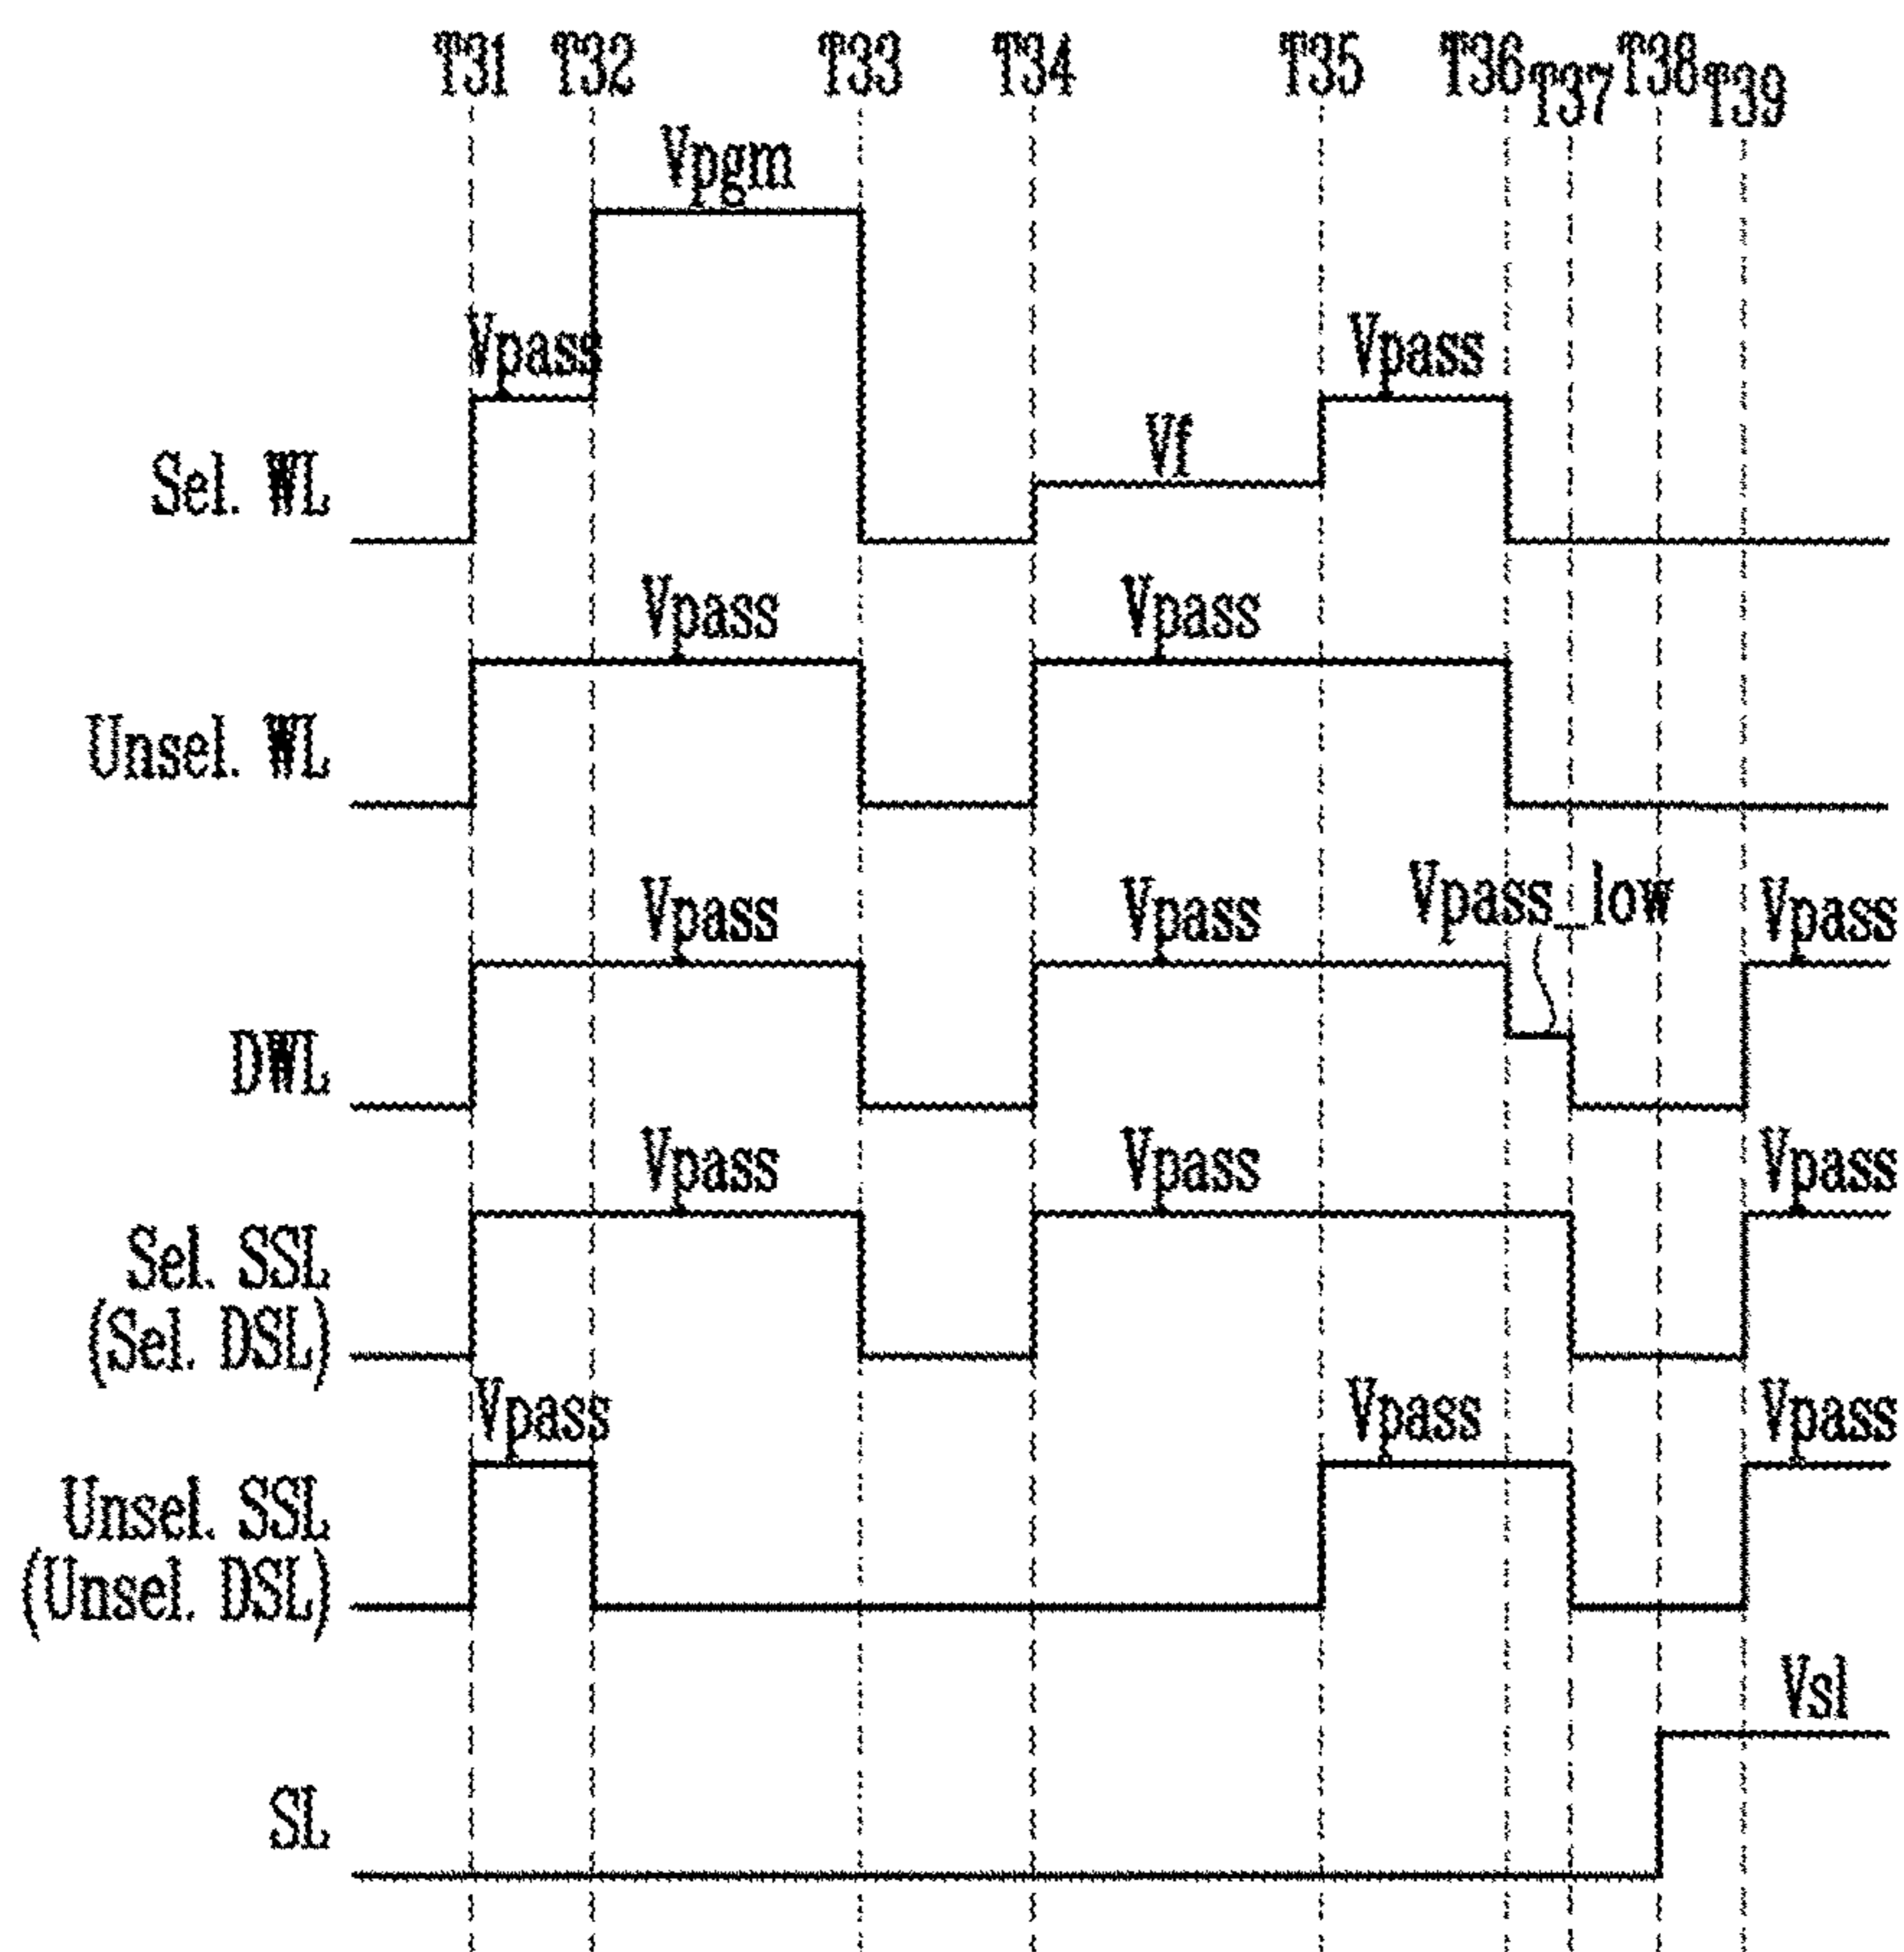 T31 T32 T33 T34 T35 T36 T37 T38 T39
Vpgm
Vpass Vpass
Vf
Sel. WL
Vpass Vpass
Unsel. WL
Vpass Vpass Vpass_low Vpass
DWL
Vpass Vpass Vpass
Sel. SSL
(Sel. DSL)
Vpass Vpass Vpass
Unsel. SSL
(Unsel. DSL)
Vsl
SL